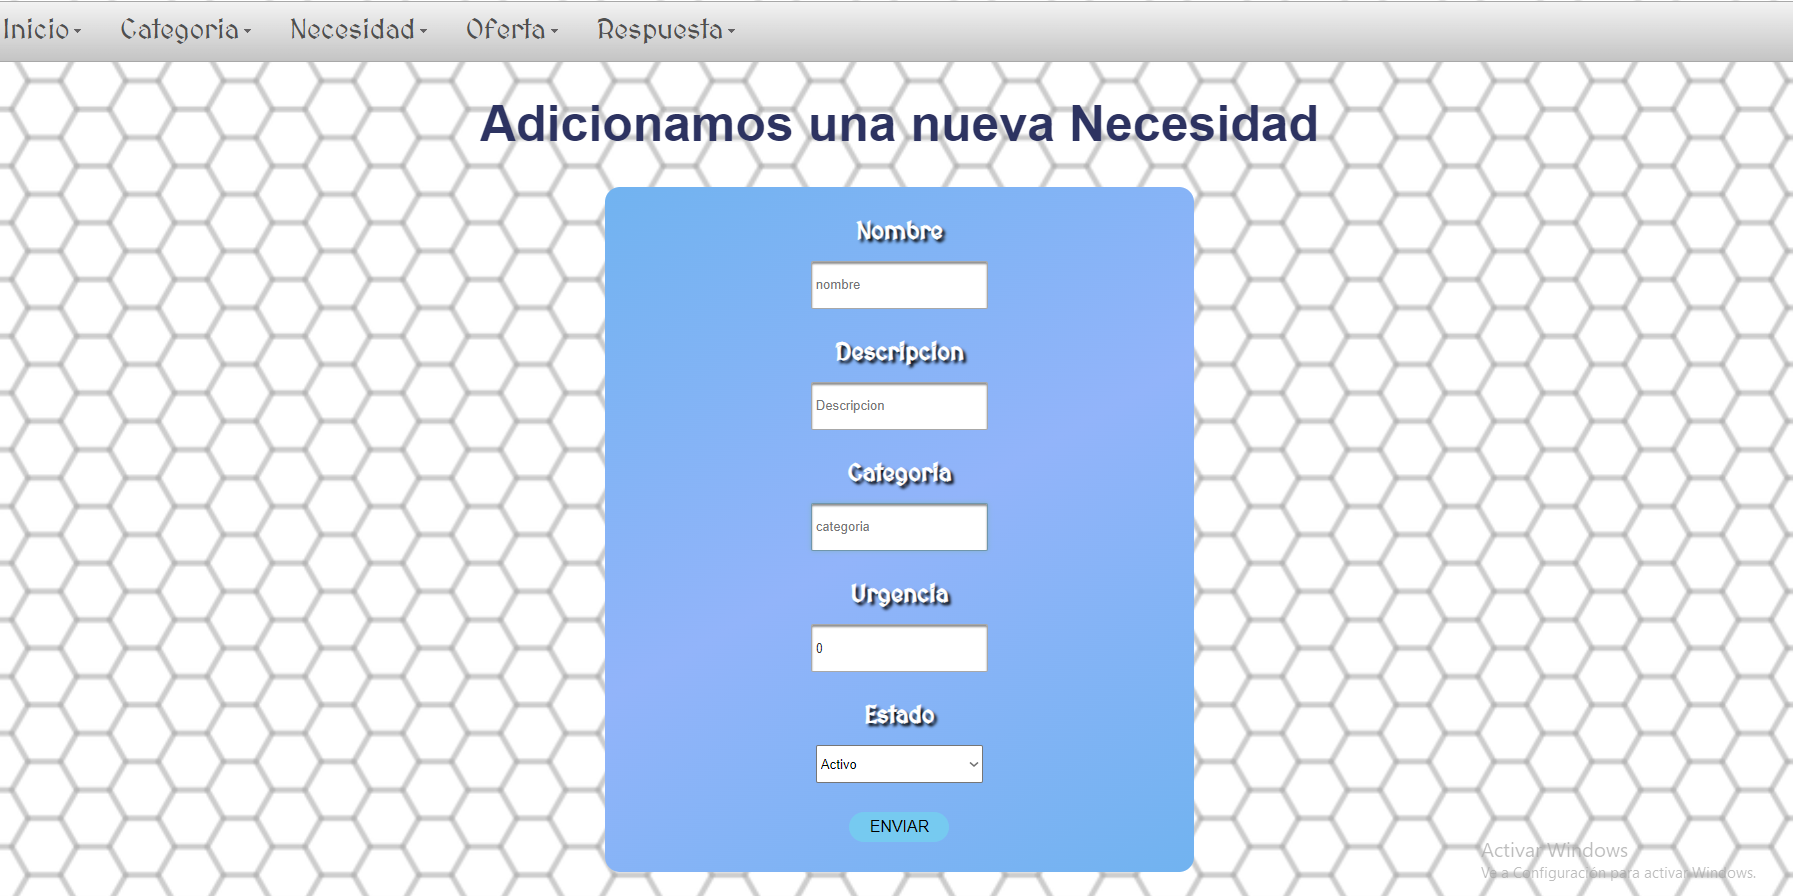 Inicio Categoria Necesidad Oferta Respuesta
Adicionamos una nueva Necesidad
Nombre
nombre
Descripcion
Descripcion
Categoria
categoria
Urgencia
0
Estado
Activo
ENVIAR
Activar Windows
Ve a Configuración para activar Windows.